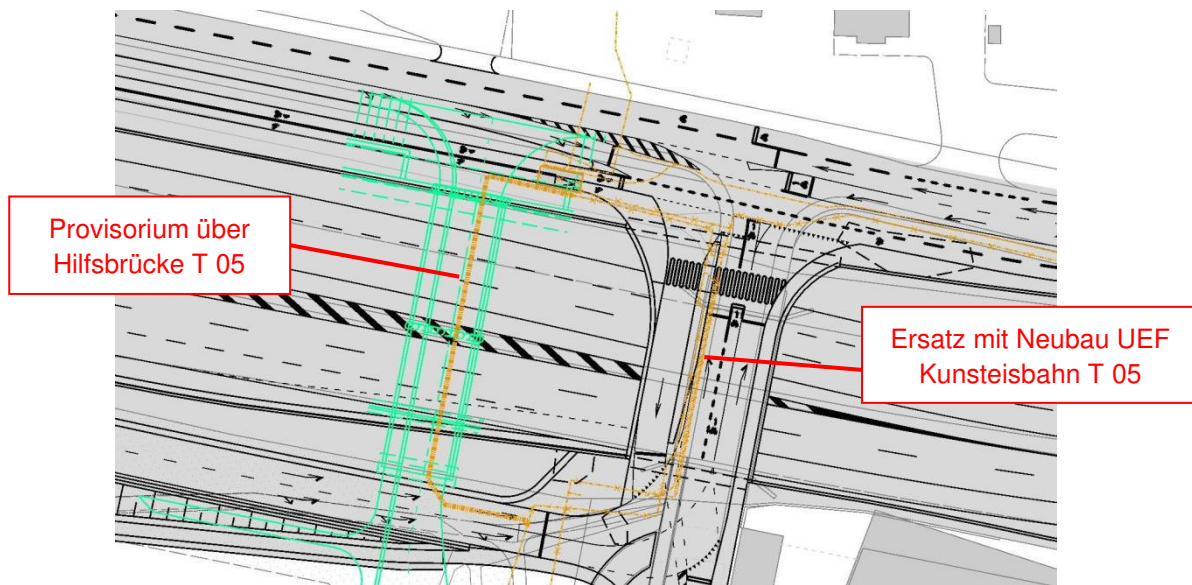 Provisorium über
Hilfsbrücke T 05
Ersatz mit Neubau UEF
Kunsteisbahn T 05